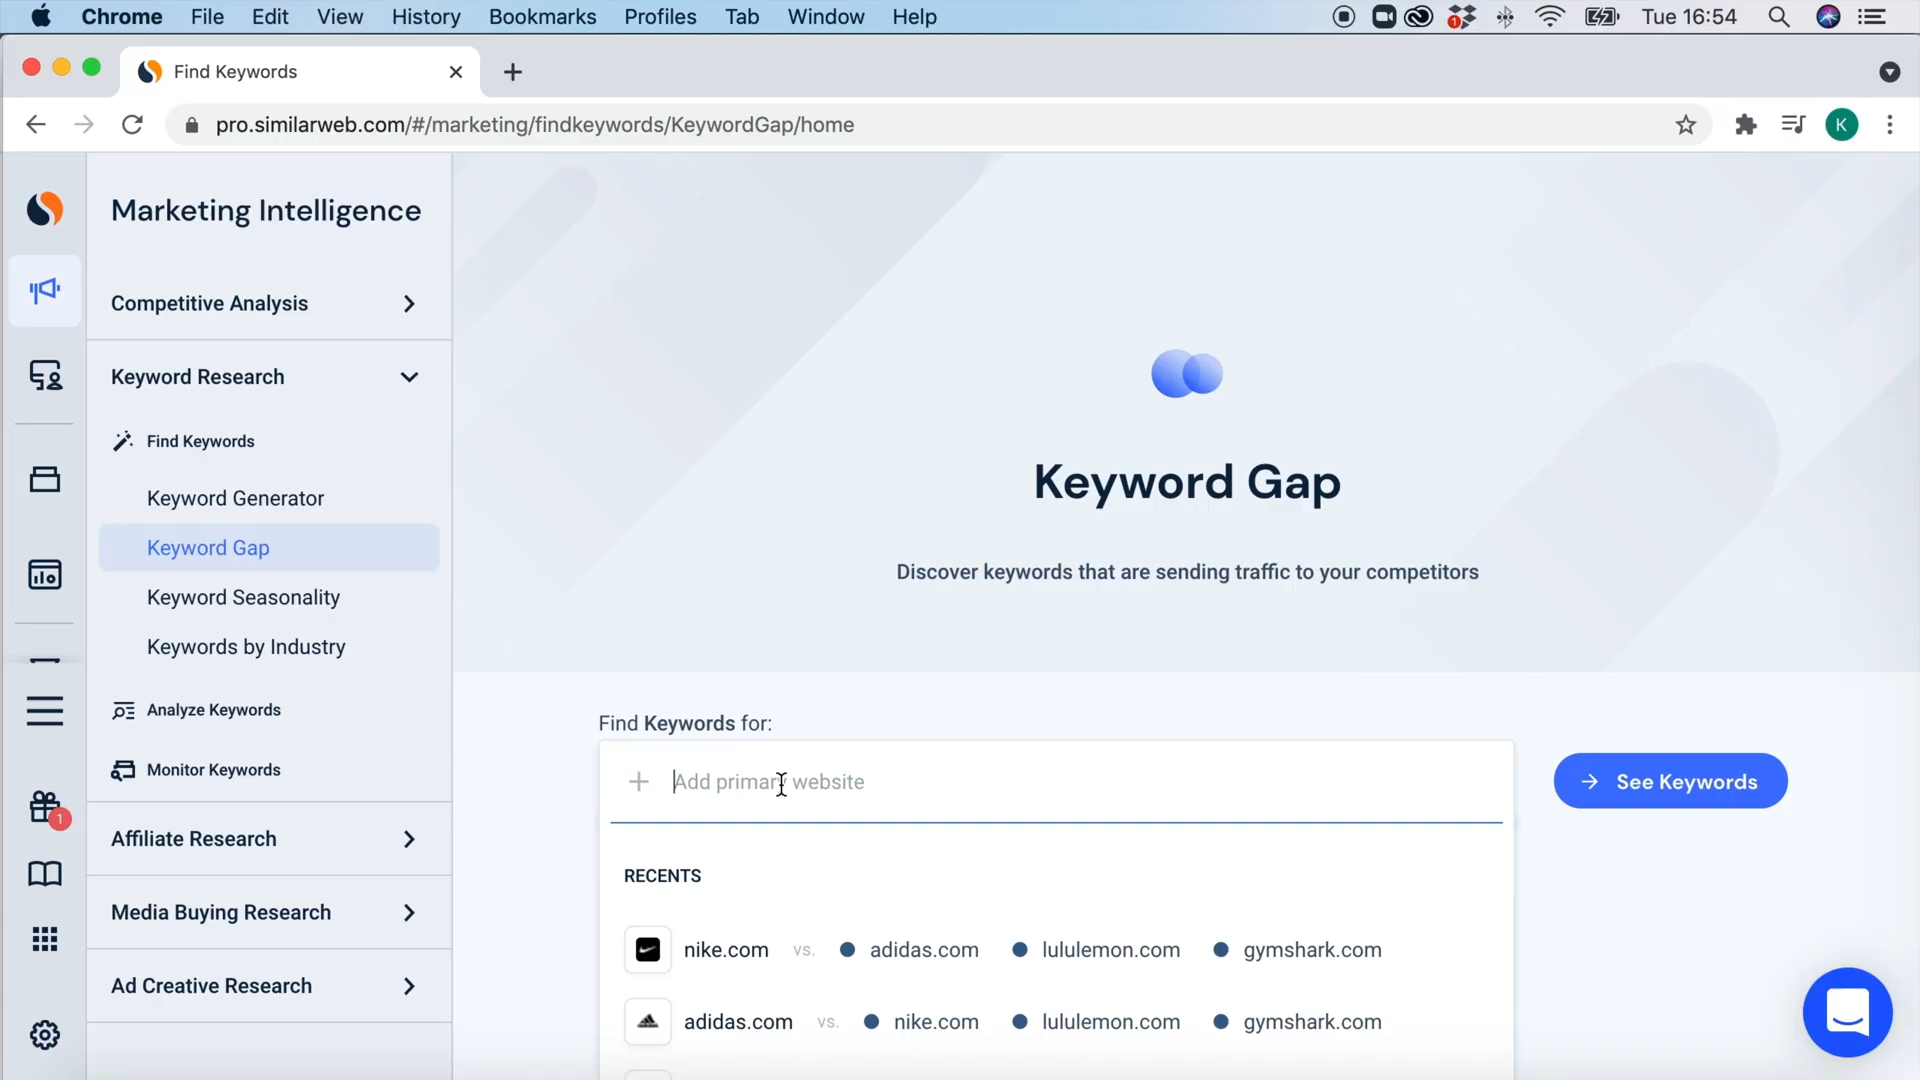 Chrome File Edit View History Bookmarks Profiles Tab Window Help 1 Tue 16:54
Find Keywords
pro.similarweb.com/#/marketing/findkeywords/KeywordGap/home K
Marketing Intelligence
Competitive Analysis
Keyword Research
Find Keywords
Keyword Generator
Keyword Gap
Keyword Seasonality
Keywords by Industry
Analyze Keywords
Monitor Keywords
1
Affiliate Research
Media Buying Research
Ad Creative Research
Keyword Gap
Discover keywords that are sending traffic to your competitors
Find Keywords for:
Add primary website
See Keywords
RECENTS
nike.com vs. adidas.com lululemon.com gymshark.com
adidas.com vs. nike.com lululemon.com gymshark.com